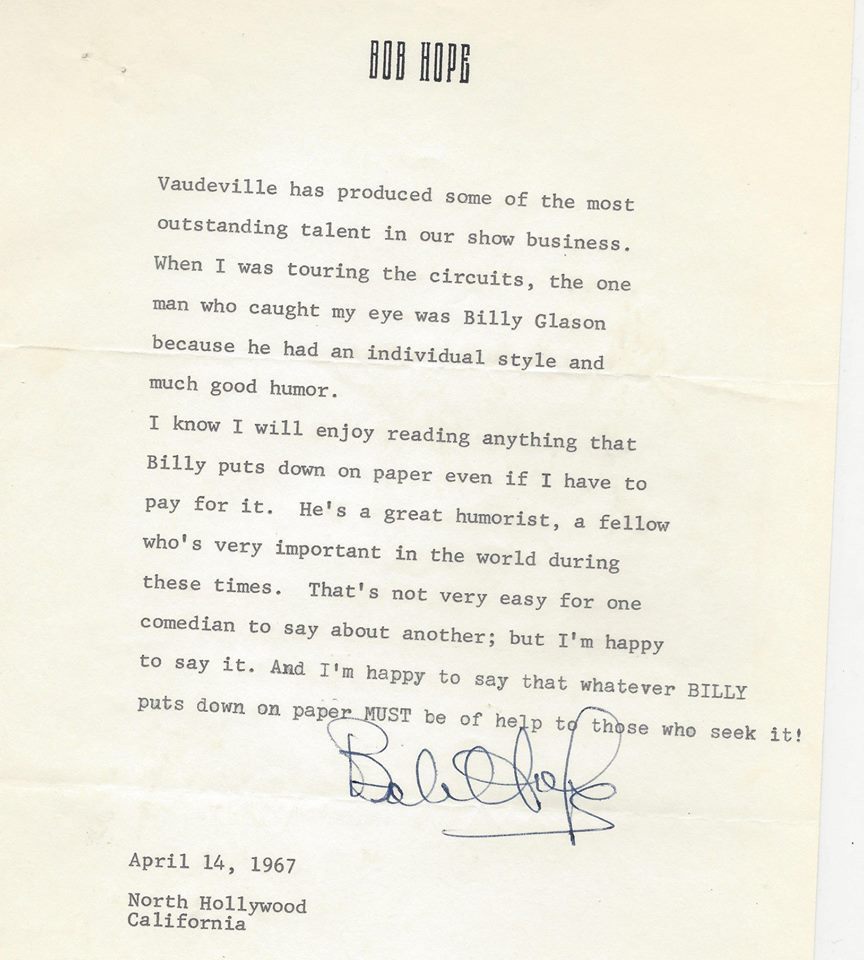 BOB HOPE
Vaudeville has produced some of the most
outstanding talent in our show business.
When I was touring the circuits, the one
man who caught my eye was Billy Glason
because he had an individual style and
much good humor.
I know I will enjoy reading anything that
Billy puts down on paper even if I have to
pay for it. He's a great humorist, a fellow
who's very important in the world during
these times. That's not very easy for one
comedian to say about another; but I'm happy
to say it. And I'm happy to say that whatever BILLY
puts down on paper MUST be of help to those who seek it!
Bob Hope
April 14, 1967
North Hollywood
California